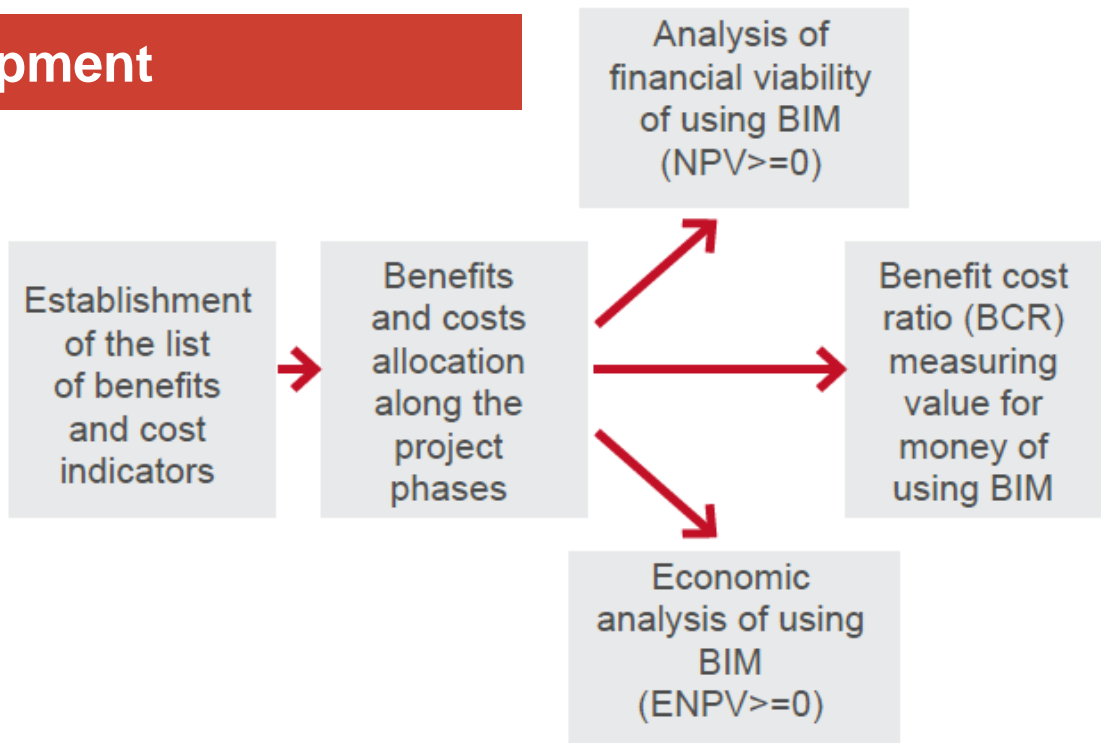 pment
Analysis of
financial viability
of using BIM
(NPV>=0)
Establishment
of the list
of benefits
and cost
indicators
Benefits
and costs
allocation
along the
project
phases
Benefit cost
ratio (BCR)
measuring
value for
money of
using BIM
Economic
analysis of using
BIM
(ENPV>=0)